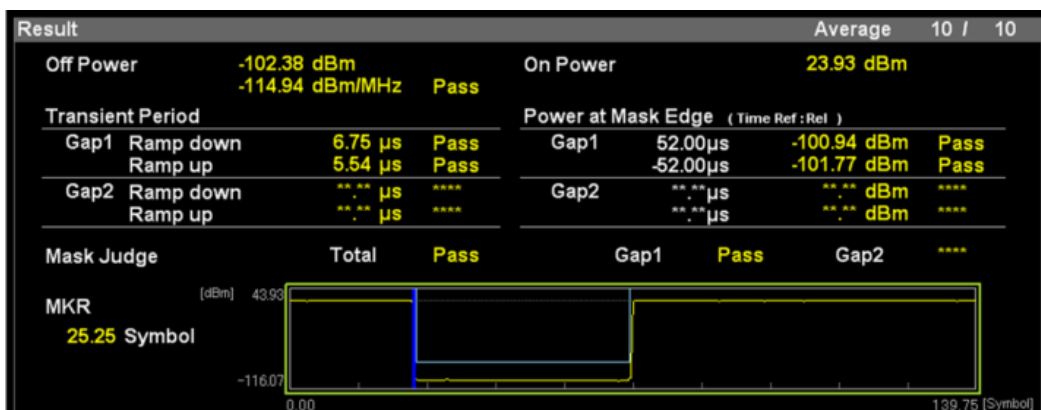 Result Average 10 / 10
Off Power -102.38 dBm On Power 23.93 dBm
-114.94 dBm/MHz Pass
Transient Period Power at Mask Edge ( Time Ref :Rel )
Gap1 Ramp down 6.75 µs Pass Gap1 52.00µs -100.94 dBm Pass
Ramp up 5.54 µs Pass -52.00µs -101.77 dBm Pass
Gap2 Ramp down **.** µs **** Gap2 **.**µs **.** dBm ****
Ramp up **.** µs **** **.**µs **.** dBm ****
Mask Judge Total Pass Gap1 Pass Gap2 ****
[dBm] 43.93
MKR
25.25 Symbol
-116.07
0.00 139.75 [Symbol]